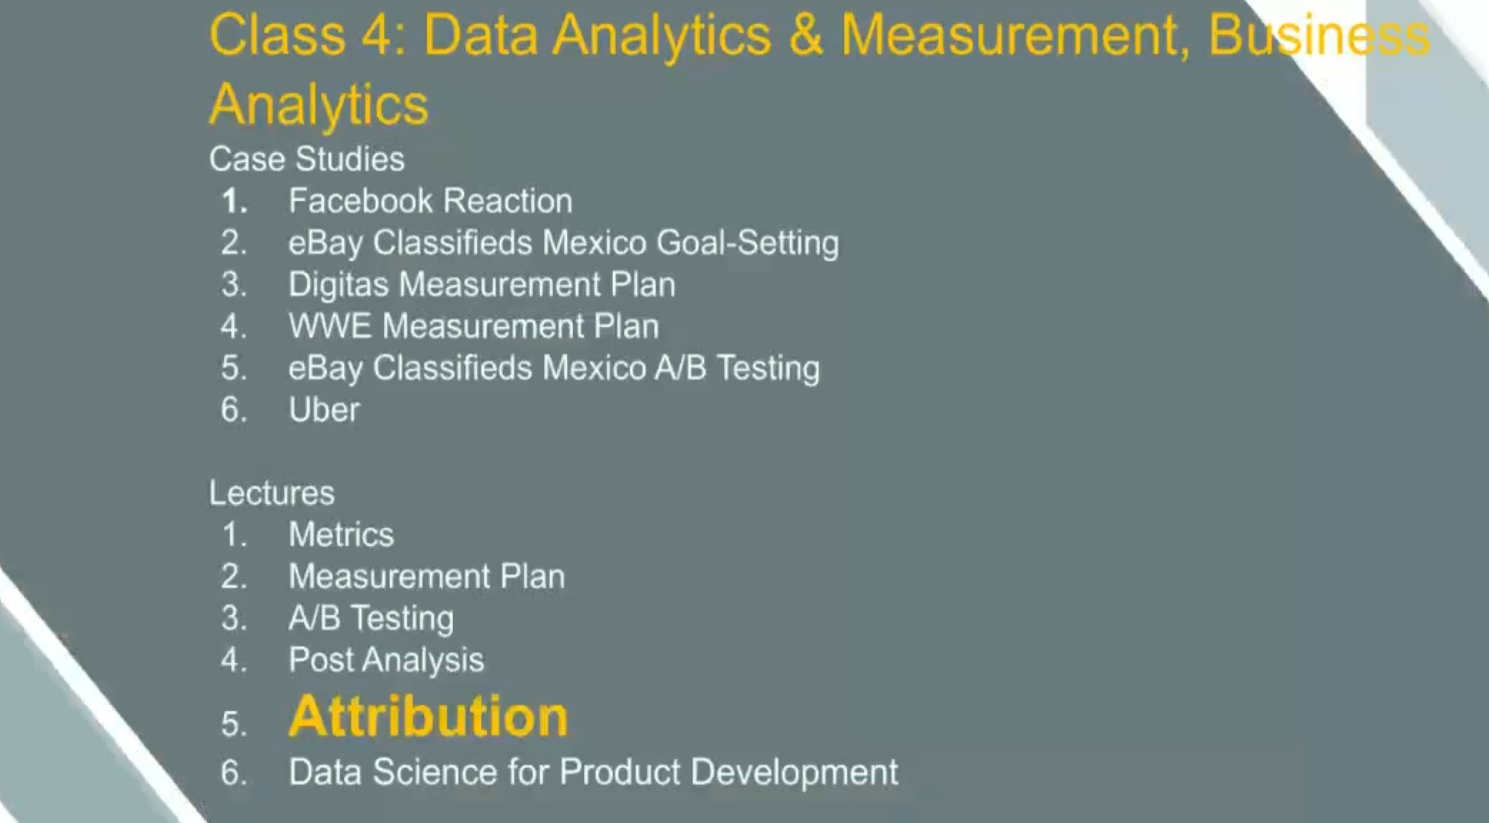 Class 4: Data Analytics & Measurement, Business
Analytics
Case Studies
1. Facebook Reaction
2. eBay Classifieds Mexico Goal-Setting
3. Digitas Measurement Plan
4. WWE Measurement Plan
5. eBay Classifieds Mexico A/B Testing
6. Uber
Lectures
1. Metrics
2. Measurement Plan
3. A/B Testing
4. Post Analysis
5. Attribution
6. Data Science for Product Development